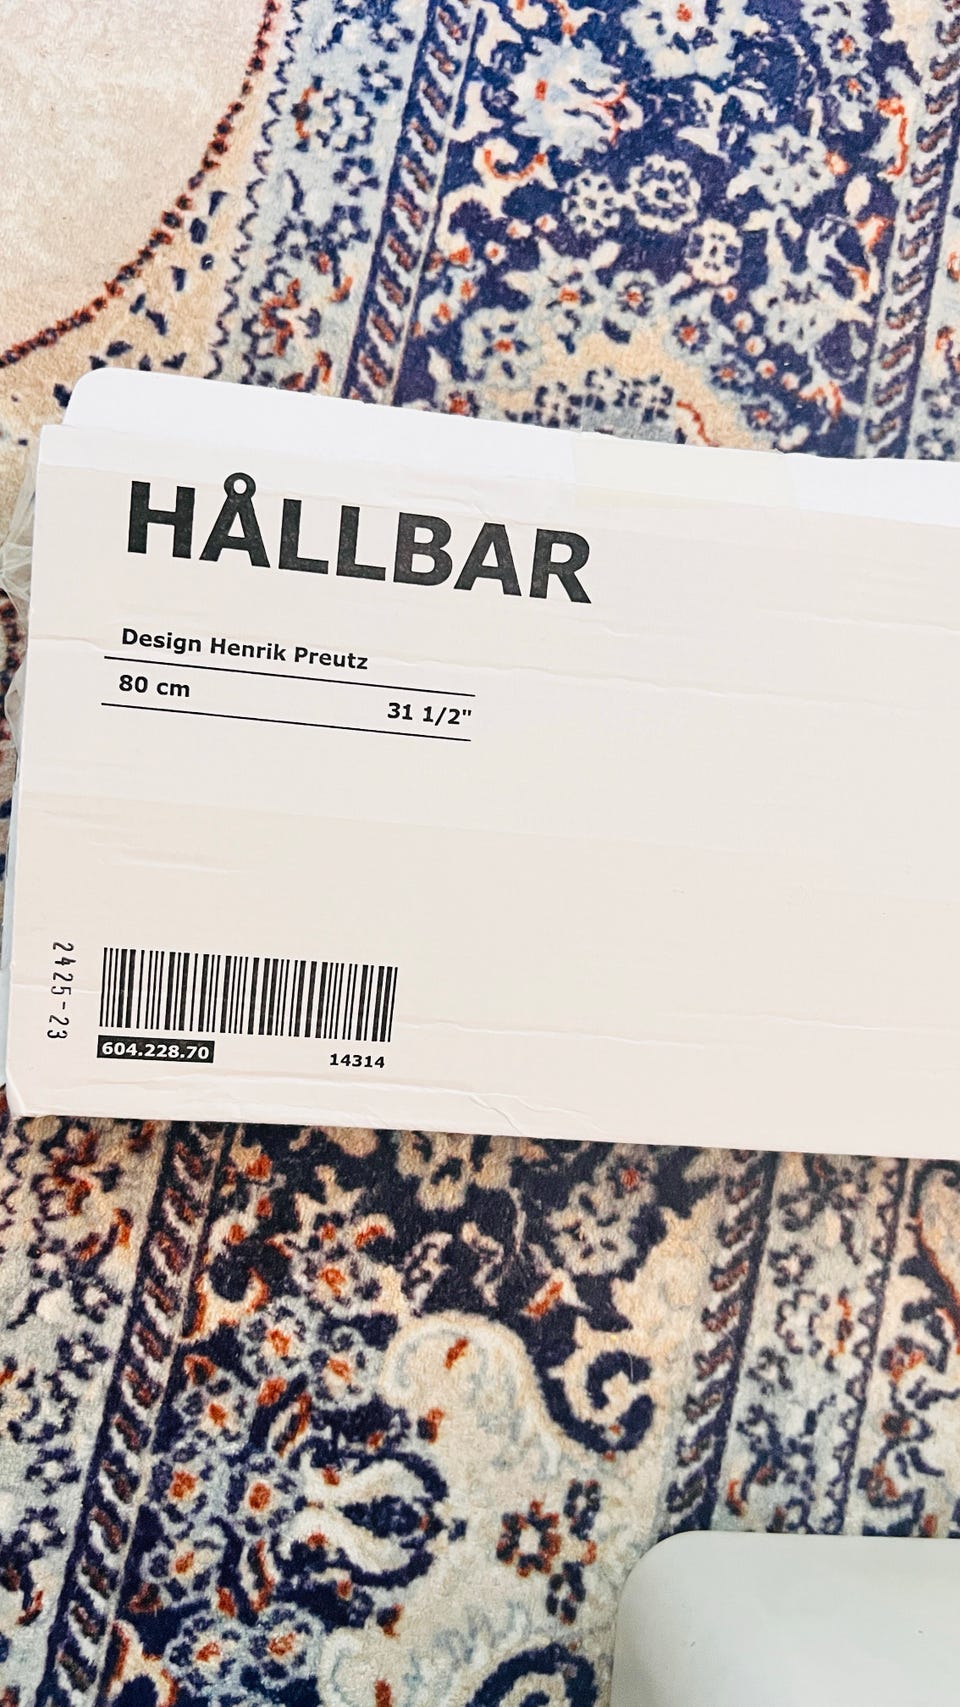 HÅLLBAR
Design Henrik Preutz
80 cm 31 1/2"
2425-23
604.228.70 14314